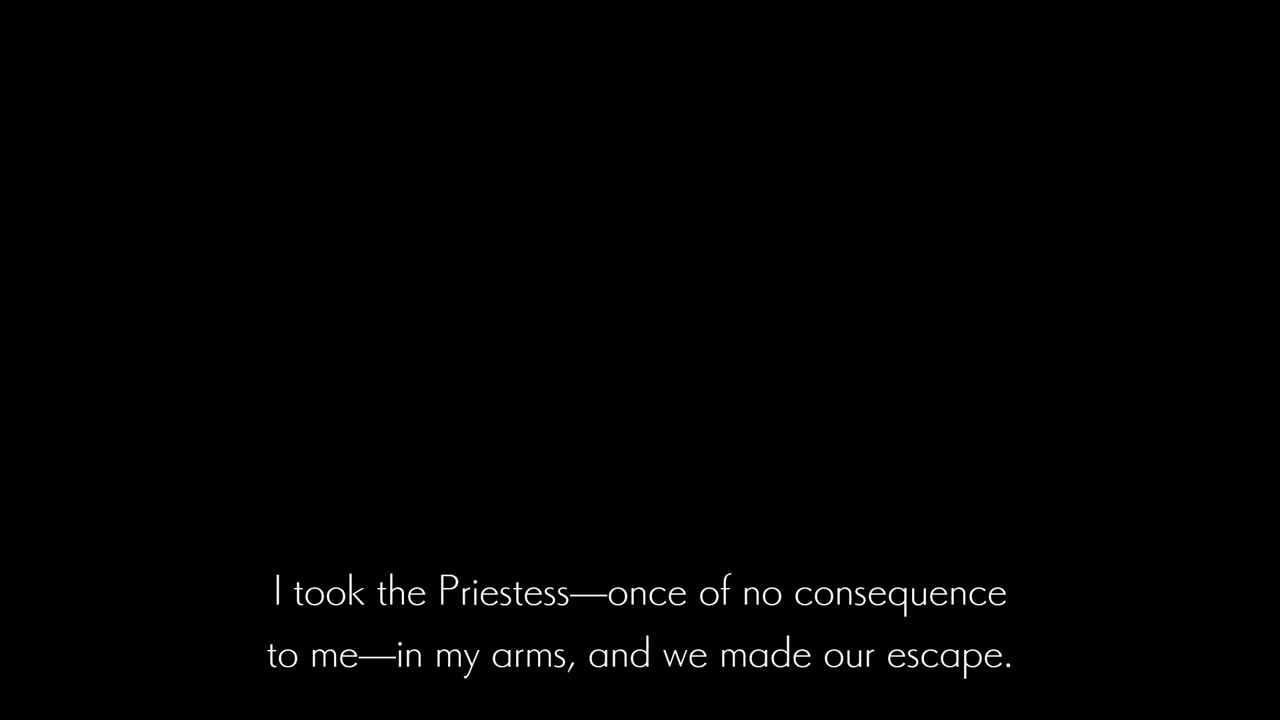 I took the Priestess—once of no consequence
to me—in my arms, and we made our escape.